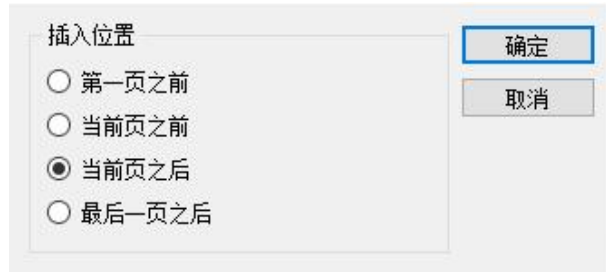 插入位置
第一页之前
当前页之前
当前页之后
最后一页之后
确定
取消